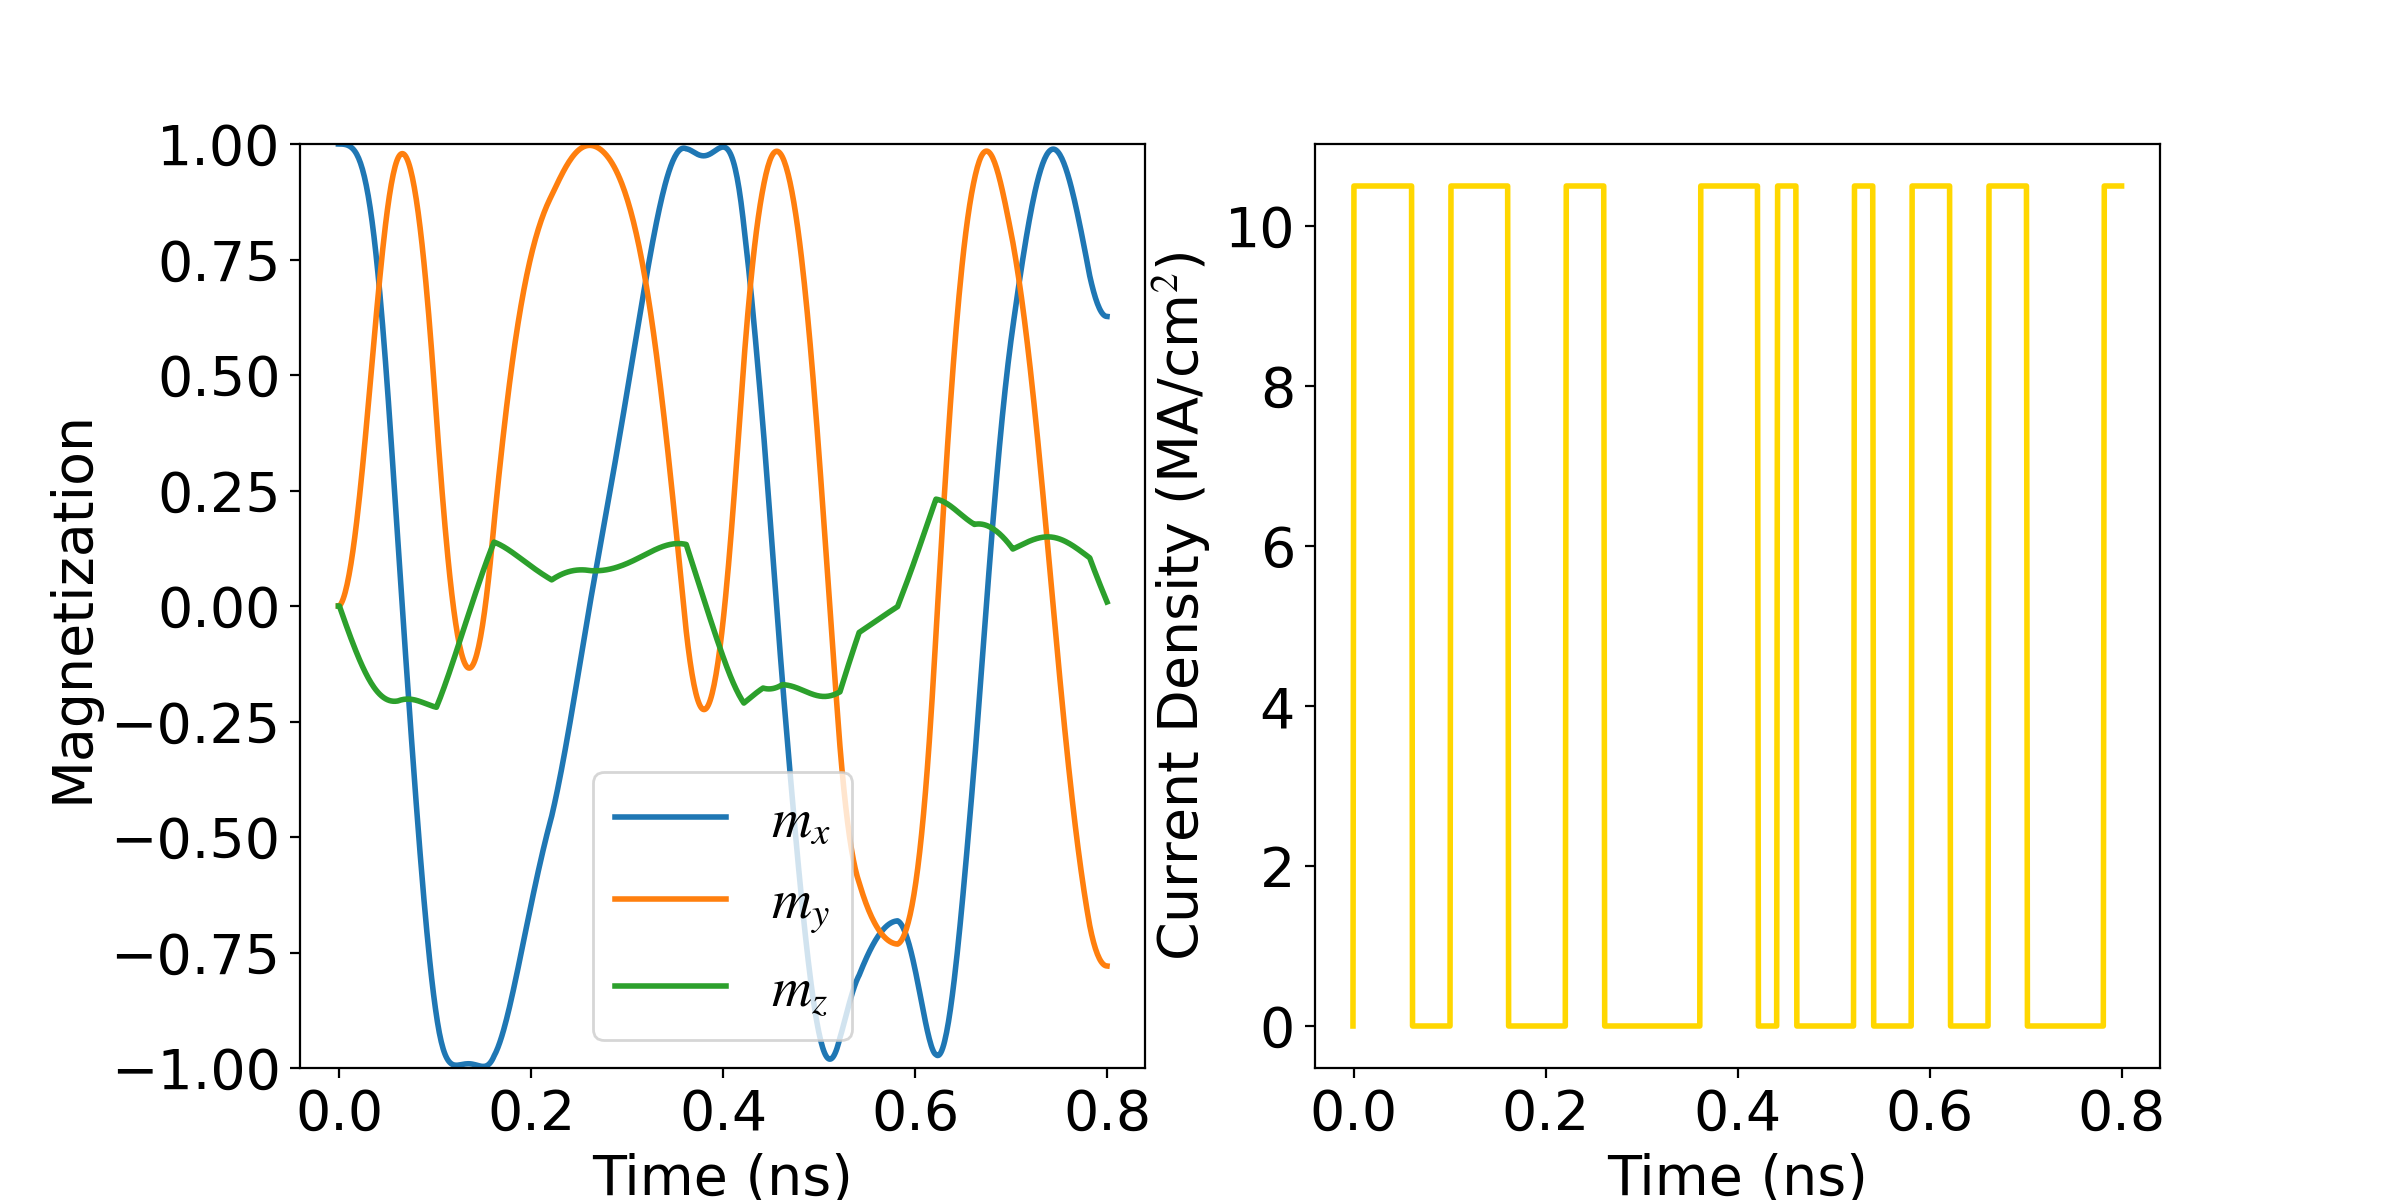 1.00
0.75
0.50
0.25
0.00
−0.25
−0.50
−0.75
−1.00
Magnetization
0.0 0.2 0.4 0.6 0.8
Time (ns)
m_x
m_y
m_z
10
8
6
4
2
0
Current Density (MA/cm²)
0.0 0.2 0.4 0.6 0.8
Time (ns)